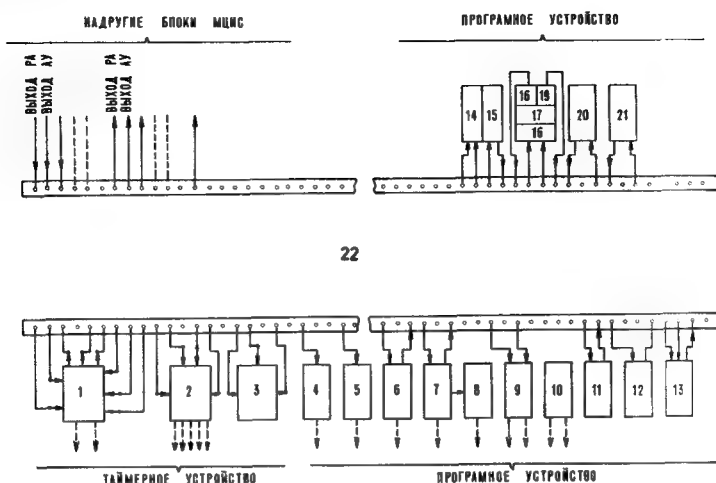 НАДРУГИЕ БЛОКИ МЦИС
ПРОГРАМНОЕ УСТРОЙСТВО
ВЫХОД РА
ВЫХОД АУ
ВЫХОД РА
ВЫХОД АУ
14 15 16 19 20 21
17
16
22
1 2 3 4 5 6 7 8 9 10 11 12 13
ТАЙМЕРНОЕ УСТРОЙСТВО
ПРОГРАМНОЕ УСТРОЙСТВО